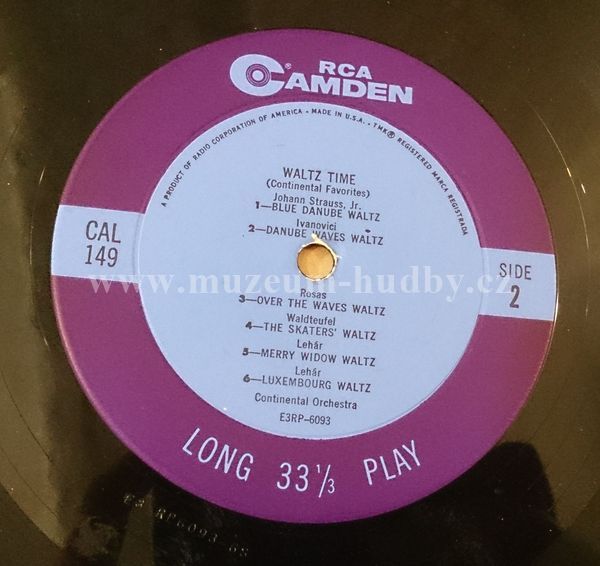 RCA
CAMDEN®
A PRODUCT OF RADIO CORPORATION OF AMERICA - MADE IN U.S.A. - TMK® REGISTERED MARCA REGISTRADA
WALTZ TIME
(Continental Favorites)
Johann Strauss, Jr.
1—BLUE DANUBE WALTZ
Ivanovici
2—DANUBE WAVES WALTZ
CAL
149
SIDE
2
www.muzeum-hudby.cz
Rosas
3—OVER THE WAVES WALTZ
Waldteufel
4—THE SKATERS' WALTZ
Lehár
5—MERRY WIDOW WALTZ
Lehár
6—LUXEMBOURG WALTZ
Continental Orchestra
E3RP-6093
LONG 33 1/3 PLAY